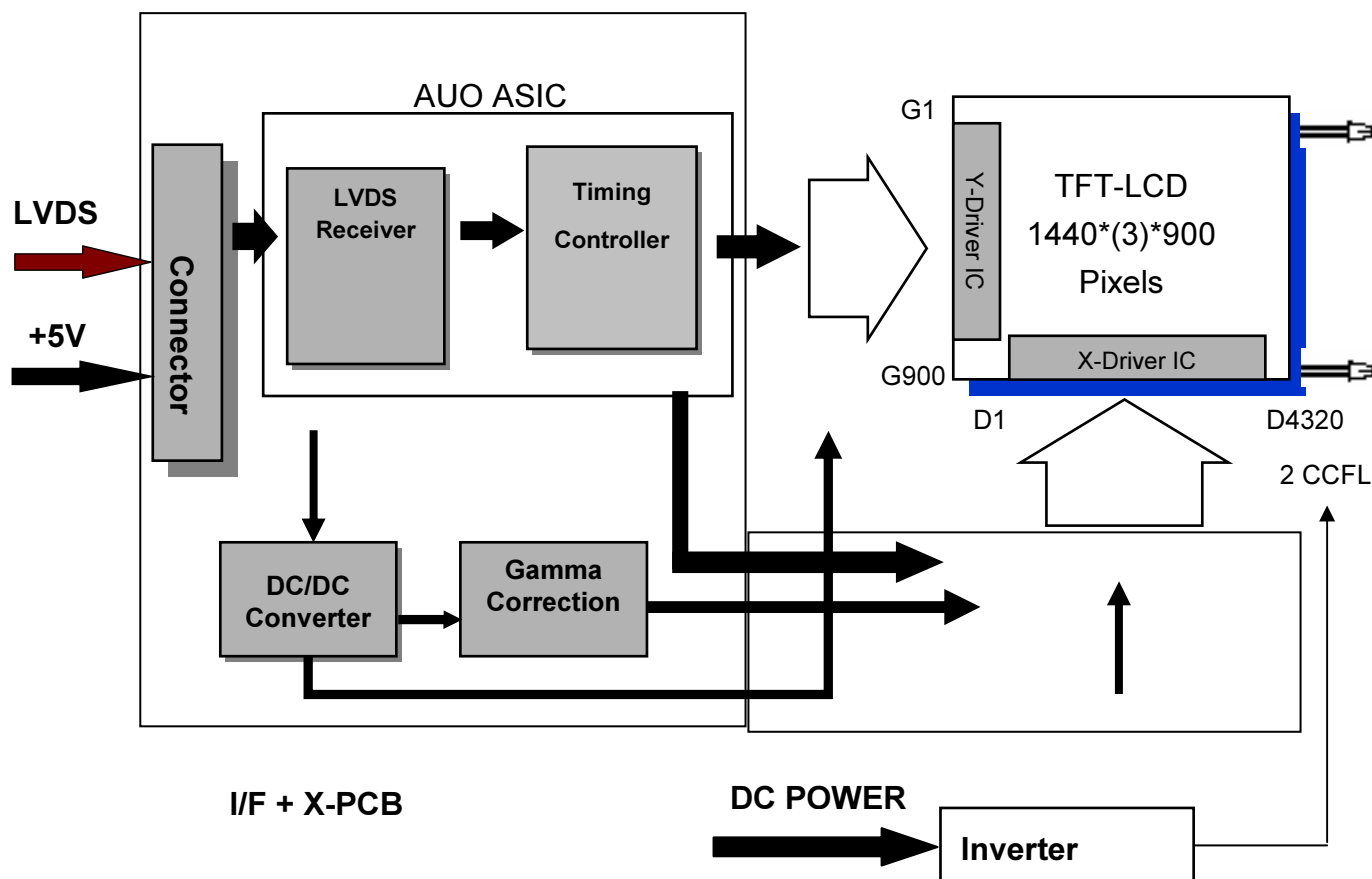 AUO ASIC
G1
LVDS
Receiver
Timing
Controller
Y-Driver IC
TFT-LCD
1440*(3)*900
Pixels
LVDS
Connector
+5V
X-Driver IC
G900
D1
D4320
2 CCFL
DC/DC
Converter
Gamma
Correction
I/F + X-PCB
DC POWER
Inverter